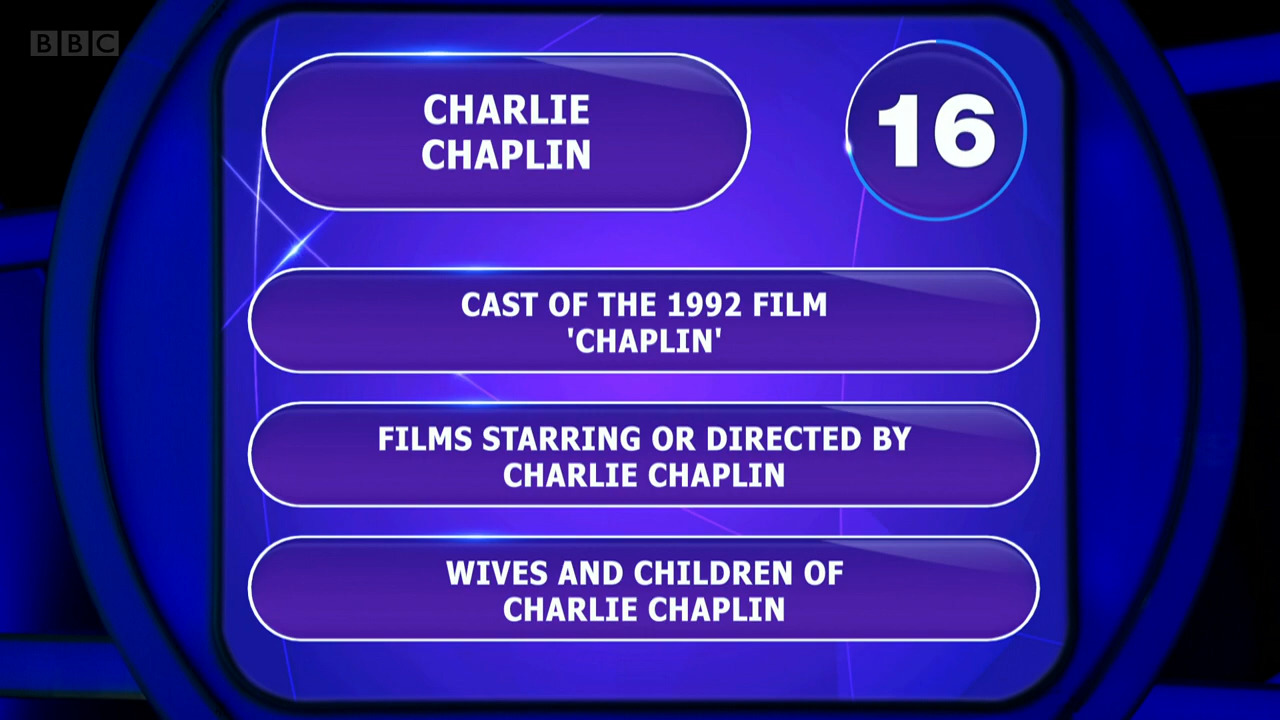 BBC
CHARLIE
CHAPLIN
16
CAST OF THE 1992 FILM
'CHAPLIN'
FILMS STARRING OR DIRECTED BY
CHARLIE CHAPLIN
WIVES AND CHILDREN OF
CHARLIE CHAPLIN